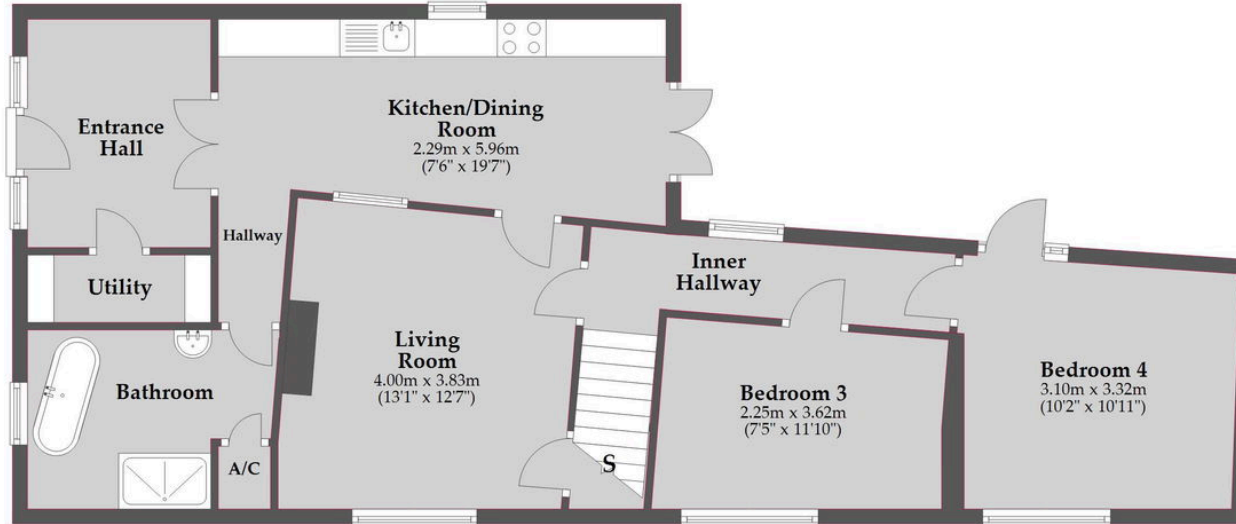 Entrance
Hall
Kitchen/Dining
Room
2.29m x 5.96m
(7'6" x 19'7")
Hallway
Utility
Inner
Hallway
Living
Room
4.00m x 3.83m
(13'1" x 12'7")
Bathroom
Bedroom 3
2.25m x 3.62m
(7'5" x 11'10")
Bedroom 4
3.10m x 3.32m
(10'2" x 10'11")
A/C
S